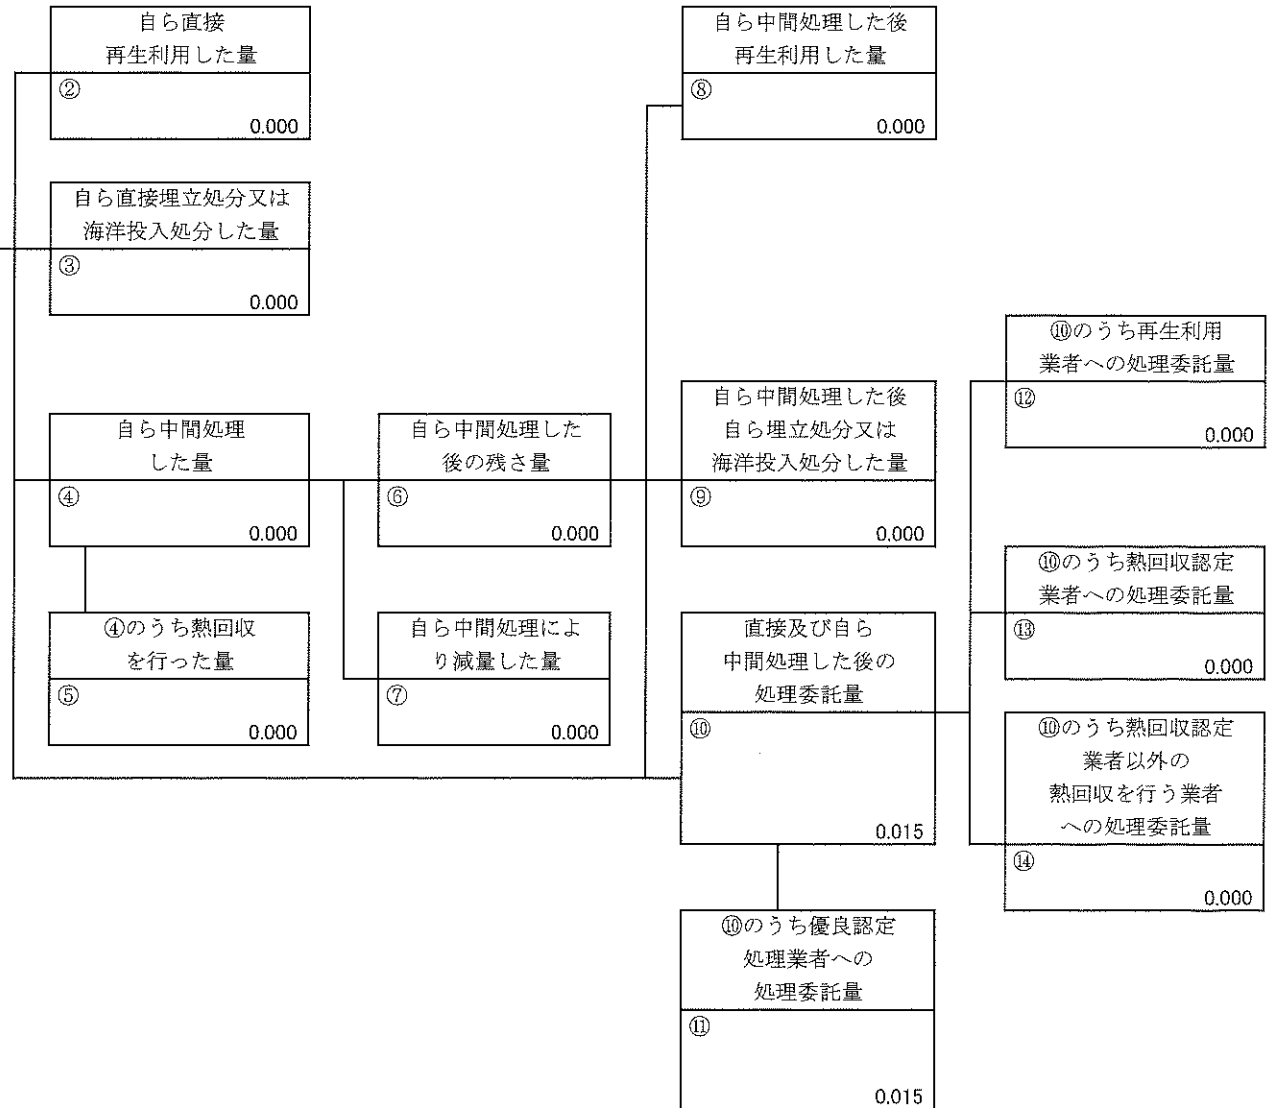 自ら直接
再生利用した量
②
0.000
自ら中間処理した後
再生利用した量
⑧
0.000
自ら直接埋立処分又は
海洋投入処分した量
③
0.000
⑩のうち再生利用
業者への処理委託量
⑫
0.000
自ら中間処理
した量
④
0.000
自ら中間処理した
後の残さ量
⑥
0.000
自ら中間処理した後
自ら埋立処分又は
海洋投入処分した量
⑨
0.000
⑩のうち熱回収認定
業者への処理委託量
⑬
0.000
④のうち熱回収
を行った量
⑤
0.000
自ら中間処理によ
り減量した量
⑦
0.000
直接及び自ら
中間処理した後の
処理委託量
⑩
0.015
⑩のうち熱回収認定
業者以外の
熱回収を行う業者
への処理委託量
⑭
0.000
⑩のうち優良認定
処理業者への
処理委託量
⑪
0.015